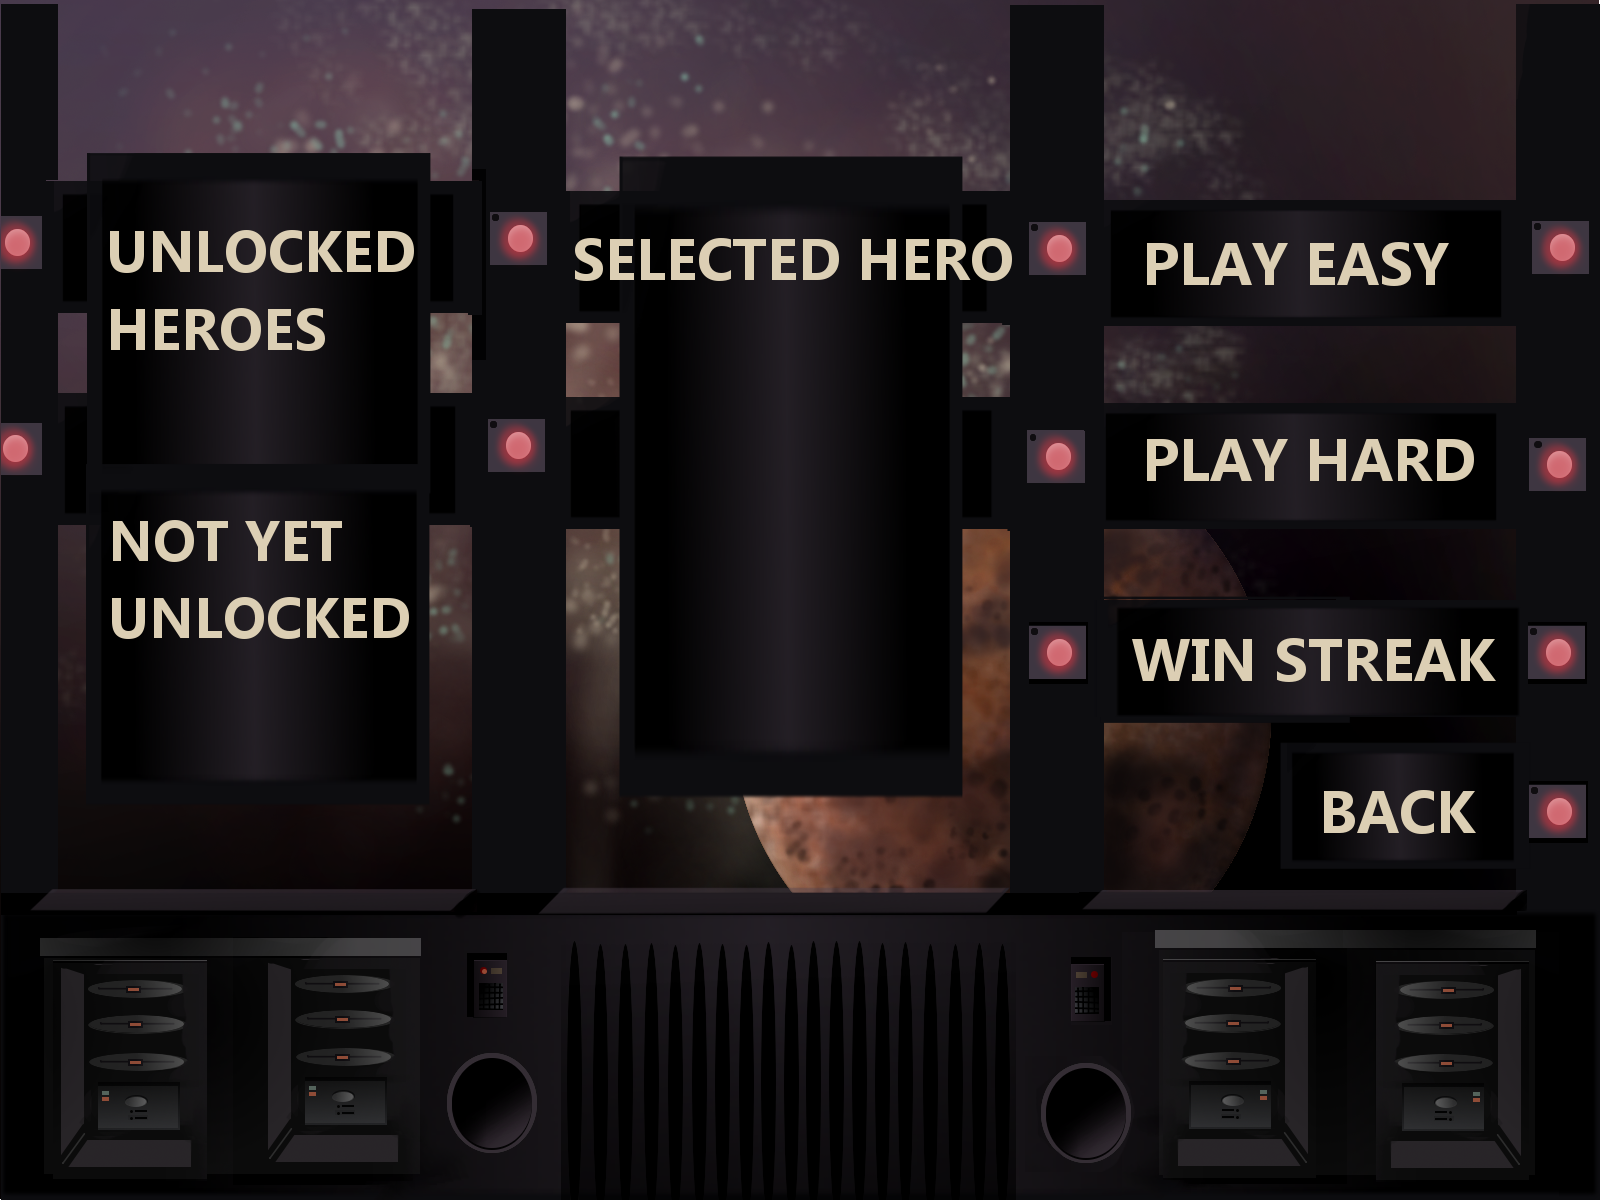 UNLOCKED
HEROES
NOT YET
UNLOCKED
SELECTED HERO
PLAY EASY
PLAY HARD
WIN STREAK
BACK